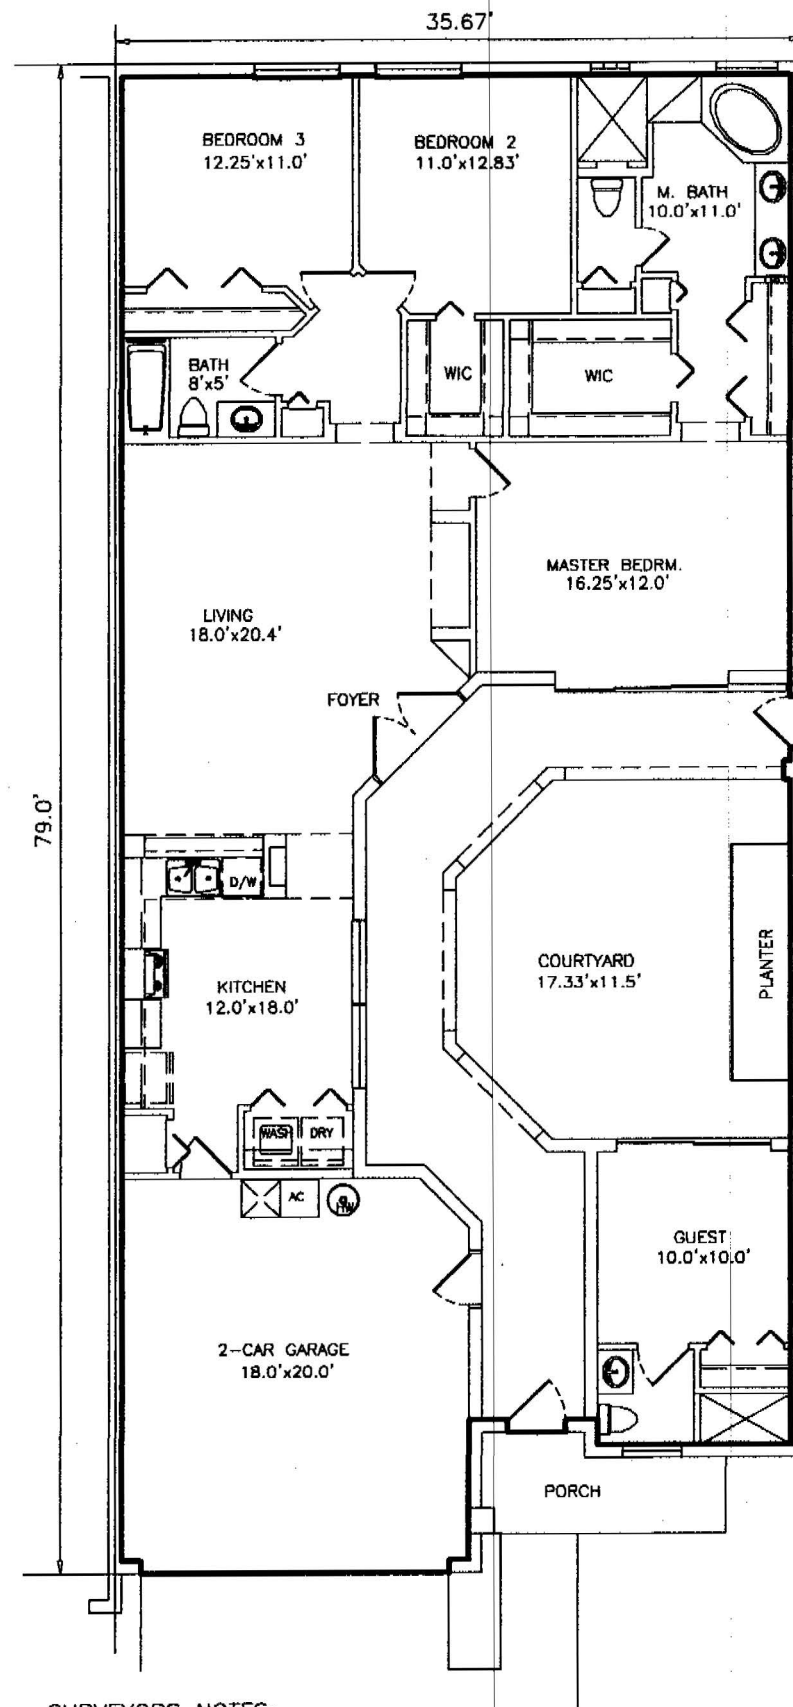 35.67'
BEDROOM 3
12.25'x11.0'
BEDROOM 2
11.0'x12.83'
M. BATH
10.0'x11.0'
BATH
8'x5'
WIC
WIC
MASTER BEDRM.
16.25'x12.0'
LIVING
18.0'x20.4'
FOYER
79.0'
D/W
KITCHEN
12.0'x18.0'
COURTYARD
17.33'x11.5'
PLANTER
WASH
DRY
AC
HW
GUEST
10.0'x10.0'
2-CAR GARAGE
18.0'x20.0'
PORCH
SURVEYORS NOTES